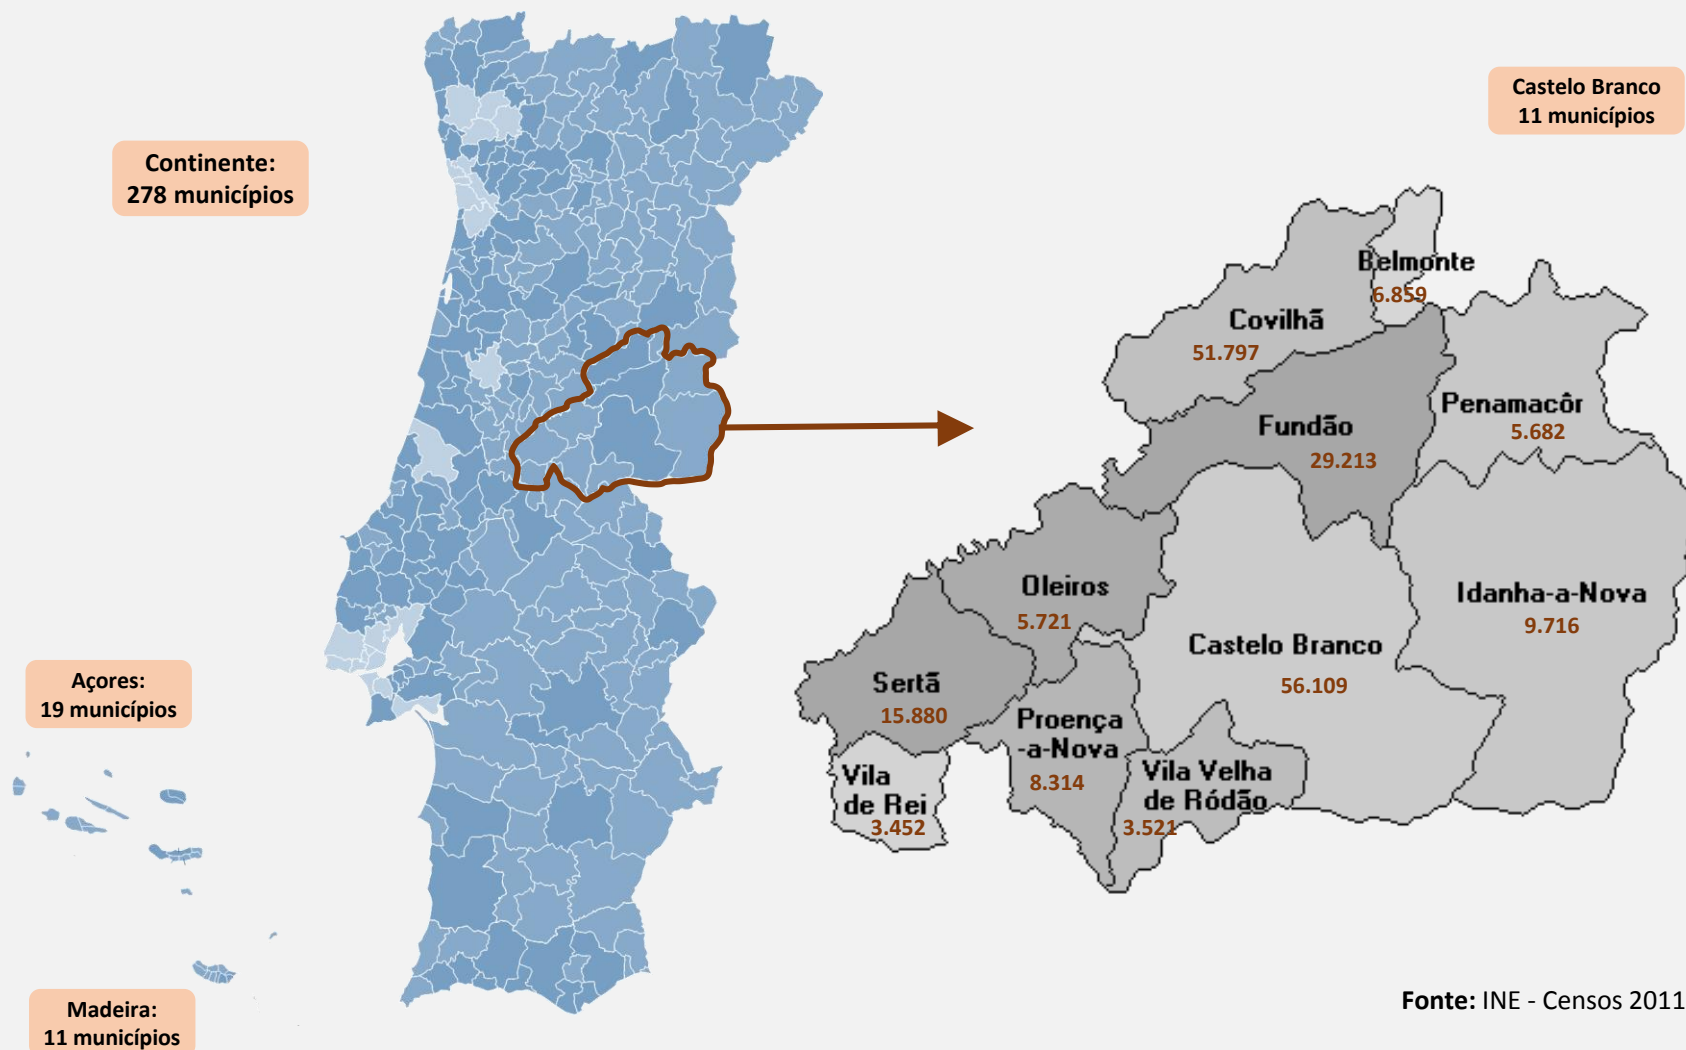 Castelo Branco
11 municípios
Continente:
278 municípios
Belmonte
6.859
Covilhã
51.797
Penamacôr
5.682
Fundão
29.213
Oleiros
5.721
Idanha-a-Nova
9.716
Castelo Branco
56.109
Sertã
15.880
Proença
-a-Nova
8.314
Vila
de Rei
3.452
Vila Velha
de Ródão
3.521
Açores:
19 municípios
Madeira:
11 municípios
Fonte: INE - Censos 2011